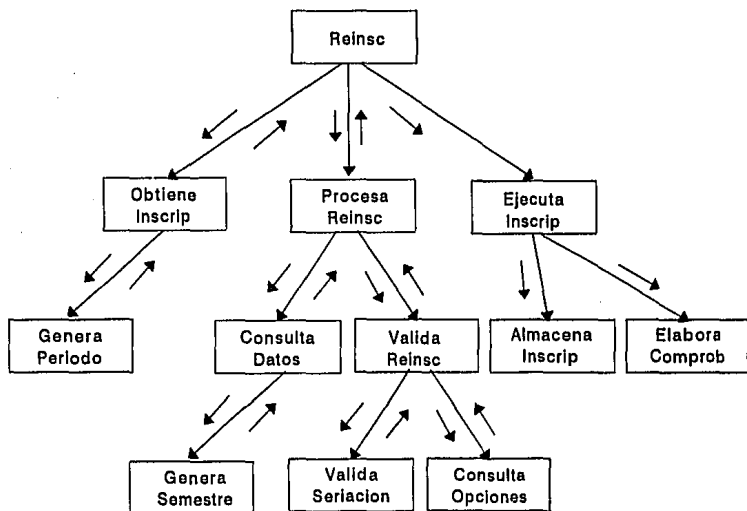 Reinsc
Obtiene
Inscrip
Procesa
Reinsc
Ejecuta
Inscrip
Genera
Periodo
Consulta
Datos
Valida
Reinsc
Almacena
Inscrip
Elabora
Comprob
Genera
Semestre
Valida
Seriacion
Consulta
Opciones